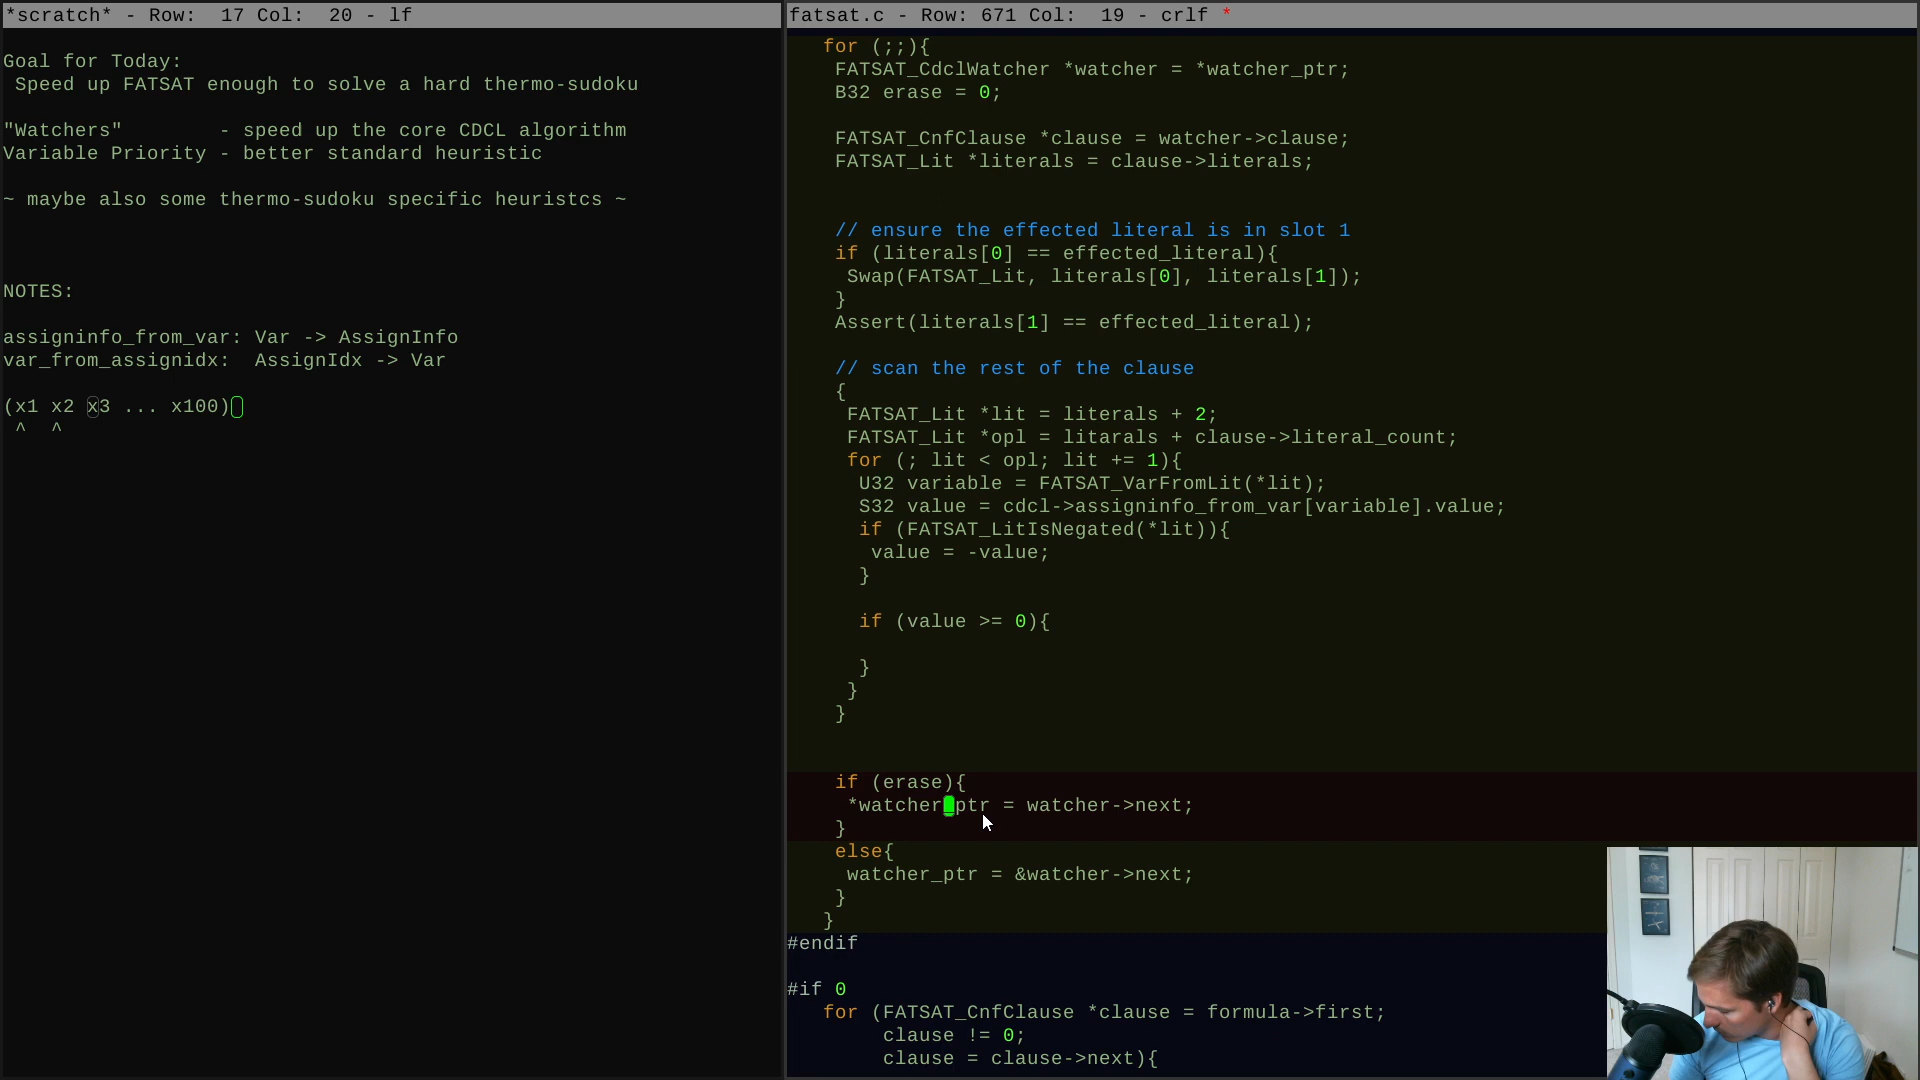 *scratch* - Row:  17 Col:  20 - lf
Goal for Today:
 Speed up FATSAT enough to solve a hard thermo-sudoku
"Watchers"        - speed up the core CDCL algorithm
Variable Priority - better standard heuristic
~ maybe also some thermo-sudoku specific heuristcs ~
NOTES:
assigninfo_from_var: Var -> AssignInfo
var_from_assignidx:  AssignIdx -> Var
(x1 x2 x3 ... x100)
 ^  ^
fatsat.c - Row: 671 Col:  19 - crlf *
for (;;){
FATSAT_CdclWatcher *watcher = *watcher_ptr;
B32 erase = 0;
FATSAT_CnfClause *clause = watcher->clause;
FATSAT_Lit *literals = clause->literals;
// ensure the effected literal is in slot 1
if (literals[0] == effected_literal){
Swap(FATSAT_Lit, literals[0], literals[1]);
}
Assert(literals[1] == effected_literal);
// scan the rest of the clause
{
FATSAT_Lit *lit = literals + 2;
FATSAT_Lit *opl = litarals + clause->literal_count;
for (; lit < opl; lit += 1){
U32 variable = FATSAT_VarFromLit(*lit);
S32 value = cdcl->assigninfo_from_var[variable].value;
if (FATSAT_LitIsNegated(*lit)){
value = -value;
}
if (value >= 0){
}
}
}
if (erase){
*watcher_ptr = watcher->next;
}
else{
watcher_ptr = &watcher->next;
}
}
#endif
#if 0
for (FATSAT_CnfClause *clause = formula->first;
clause != 0;
clause = clause->next){